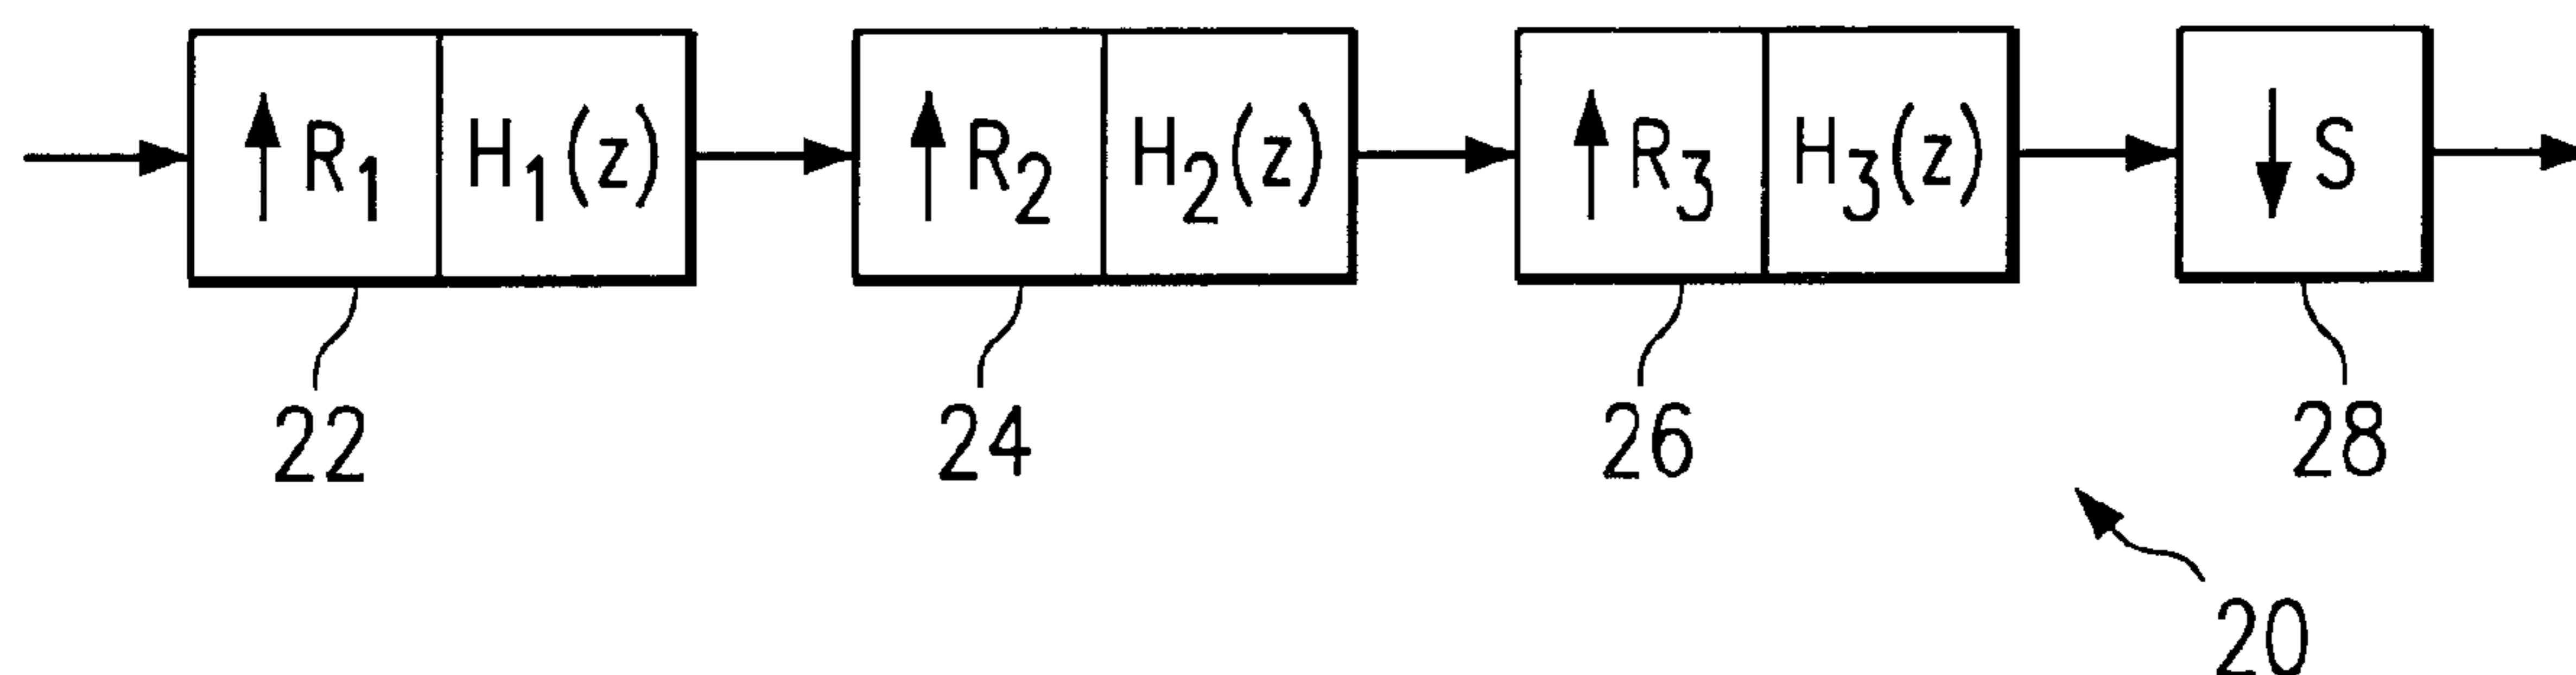 ↑ R₁ H₁(z) ↑ R₂ H₂(z) ↑ R₃ H₃(z) ↓ S
22 24 26 28
20